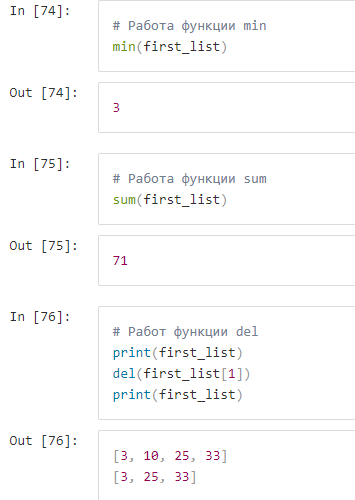 In [74]:
# Работа функции min
min(first_list)
Out [74]:
3
In [75]:
# Работа функции sum
sum(first_list)
Out [75]:
71
In [76]:
# Работ функции del
print(first_list)
del(first_list[1])
print(first_list)
Out [76]:
[3, 10, 25, 33]
[3, 25, 33]